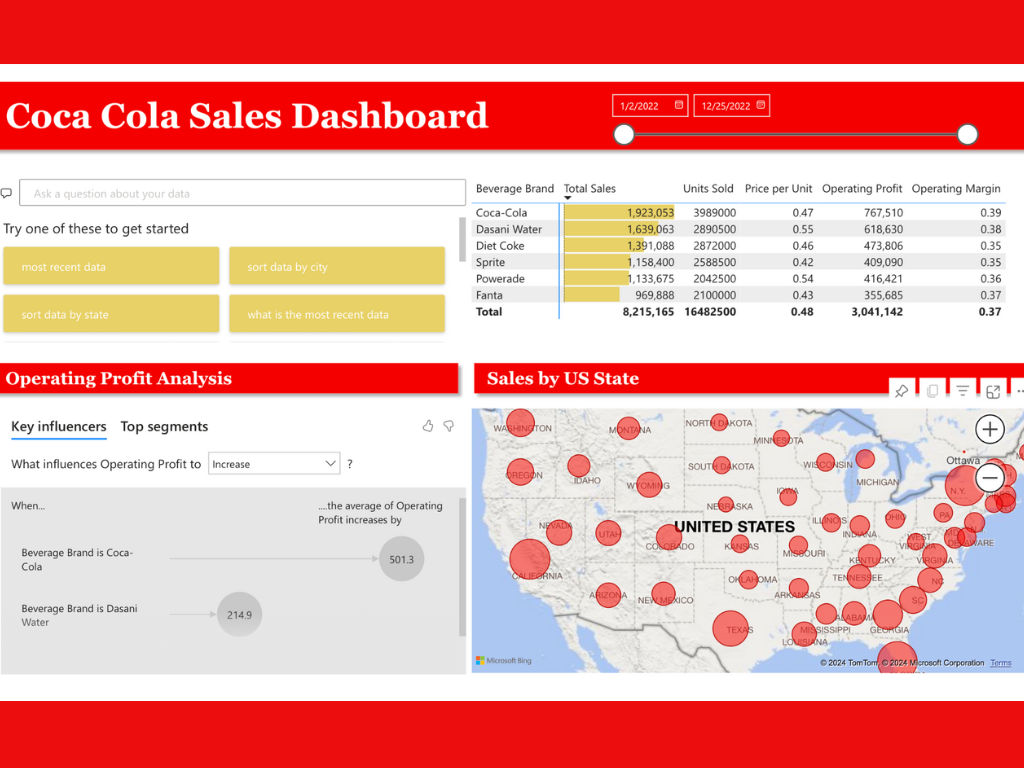 Coca Cola Sales Dashboard
1/2/2022
12/25/2022
Ask a question about your data
Try one of these to get started
most recent data
sort data by city
sort data by state
what is the most recent data
Beverage Brand Total Sales Units Sold Price per Unit Operating Profit Operating Margin
Coca-Cola 1,923,053 3989000 0.47 767,510 0.39
Dasani Water 1,639,063 2890500 0.55 618,630 0.38
Diet Coke 1,391,088 2872000 0.46 473,806 0.35
Sprite 1,158,400 2588500 0.42 409,090 0.35
Powerade 1,133,675 2042500 0.54 416,421 0.36
Fanta 969,888 2100000 0.43 355,685 0.37
Total 8,215,165 16482500 0.48 3,041,142 0.37
Operating Profit Analysis
Key influencers Top segments
What influences Operating Profit to Increase ?
When...
....the average of Operating
Profit increases by
Beverage Brand is Coca-
Cola
501.3
Beverage Brand is Dasani
Water
214.9
Sales by US State
WASHINGTON
MONTANA
NORTH DAKOTA
MINNESOTA
Ottawa
OREGON
IDAHO
WYOMING
SOUTH DAKOTA
WISCONSIN
MICHIGAN
N.Y.
IOWA
NEBRASKA
NEVADA
UTAH
COLORADO
UNITED STATES
KANSAS
MISSOURI
ILLINOIS
INDIANA
OHIO
PA
WEST
VIRGINIA
DELAWARE
VIRGINIA
KENTUCKY
CALIFORNIA
ARIZONA
NEW MEXICO
OKLAHOMA
ARKANSAS
TENNESSEE
NC
SC
TEXAS
LOUISIANA
MISSISSIPPI
ALABAMA
GEORGIA
Microsoft Bing
© 2024 TomTom, © 2024 Microsoft Corporation Terms